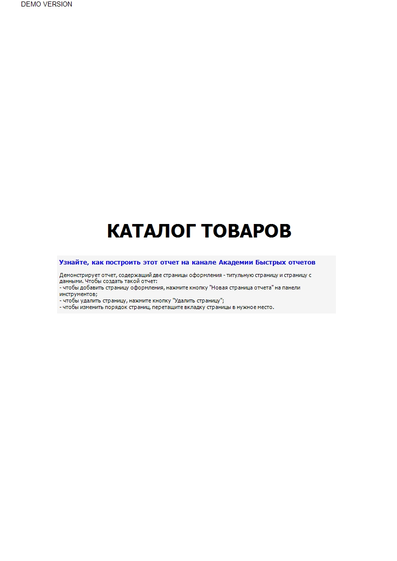 DEMO VERSION
КАТАЛОГ ТОВАРОВ
Узнайте, как построить этот отчет на канале Академии Быстрых отчетов
Демонстрирует отчет, содержащий две страницы оформления - титульную страницу и страницу с
данными. Чтобы создать такой отчет:
- чтобы добавить страницу оформления, нажмите кнопку "Новая страница отчета" на панели
инструментов;
- чтобы удалить страницу, нажмите кнопку "Удалить страницу";
- чтобы изменить порядок страниц, перетащите вкладку страницы в нужное место.